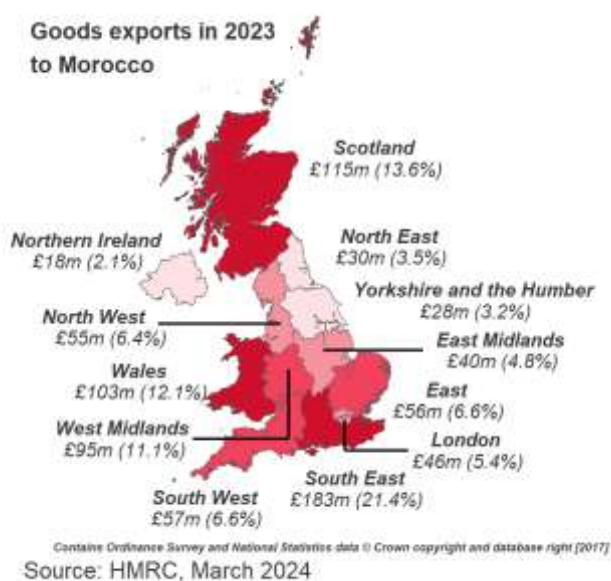 Goods exports in 2023
to Morocco
Scotland
£115m (13.6%)
Northern Ireland
£18m (2.1%)
North East
£30m (3.5%)
Yorkshire and the Humber
£28m (3.2%)
North West
£55m (6.4%)
East Midlands
£40m (4.8%)
Wales
£103m (12.1%)
East
£56m (6.6%)
West Midlands
£95m (11.1%)
London
£46m (5.4%)
South East
£183m (21.4%)
South West
£57m (6.6%)
Contains Ordinance Survey and National Statistics data © Crown copyright and database right [2017]
Source: HMRC, March 2024